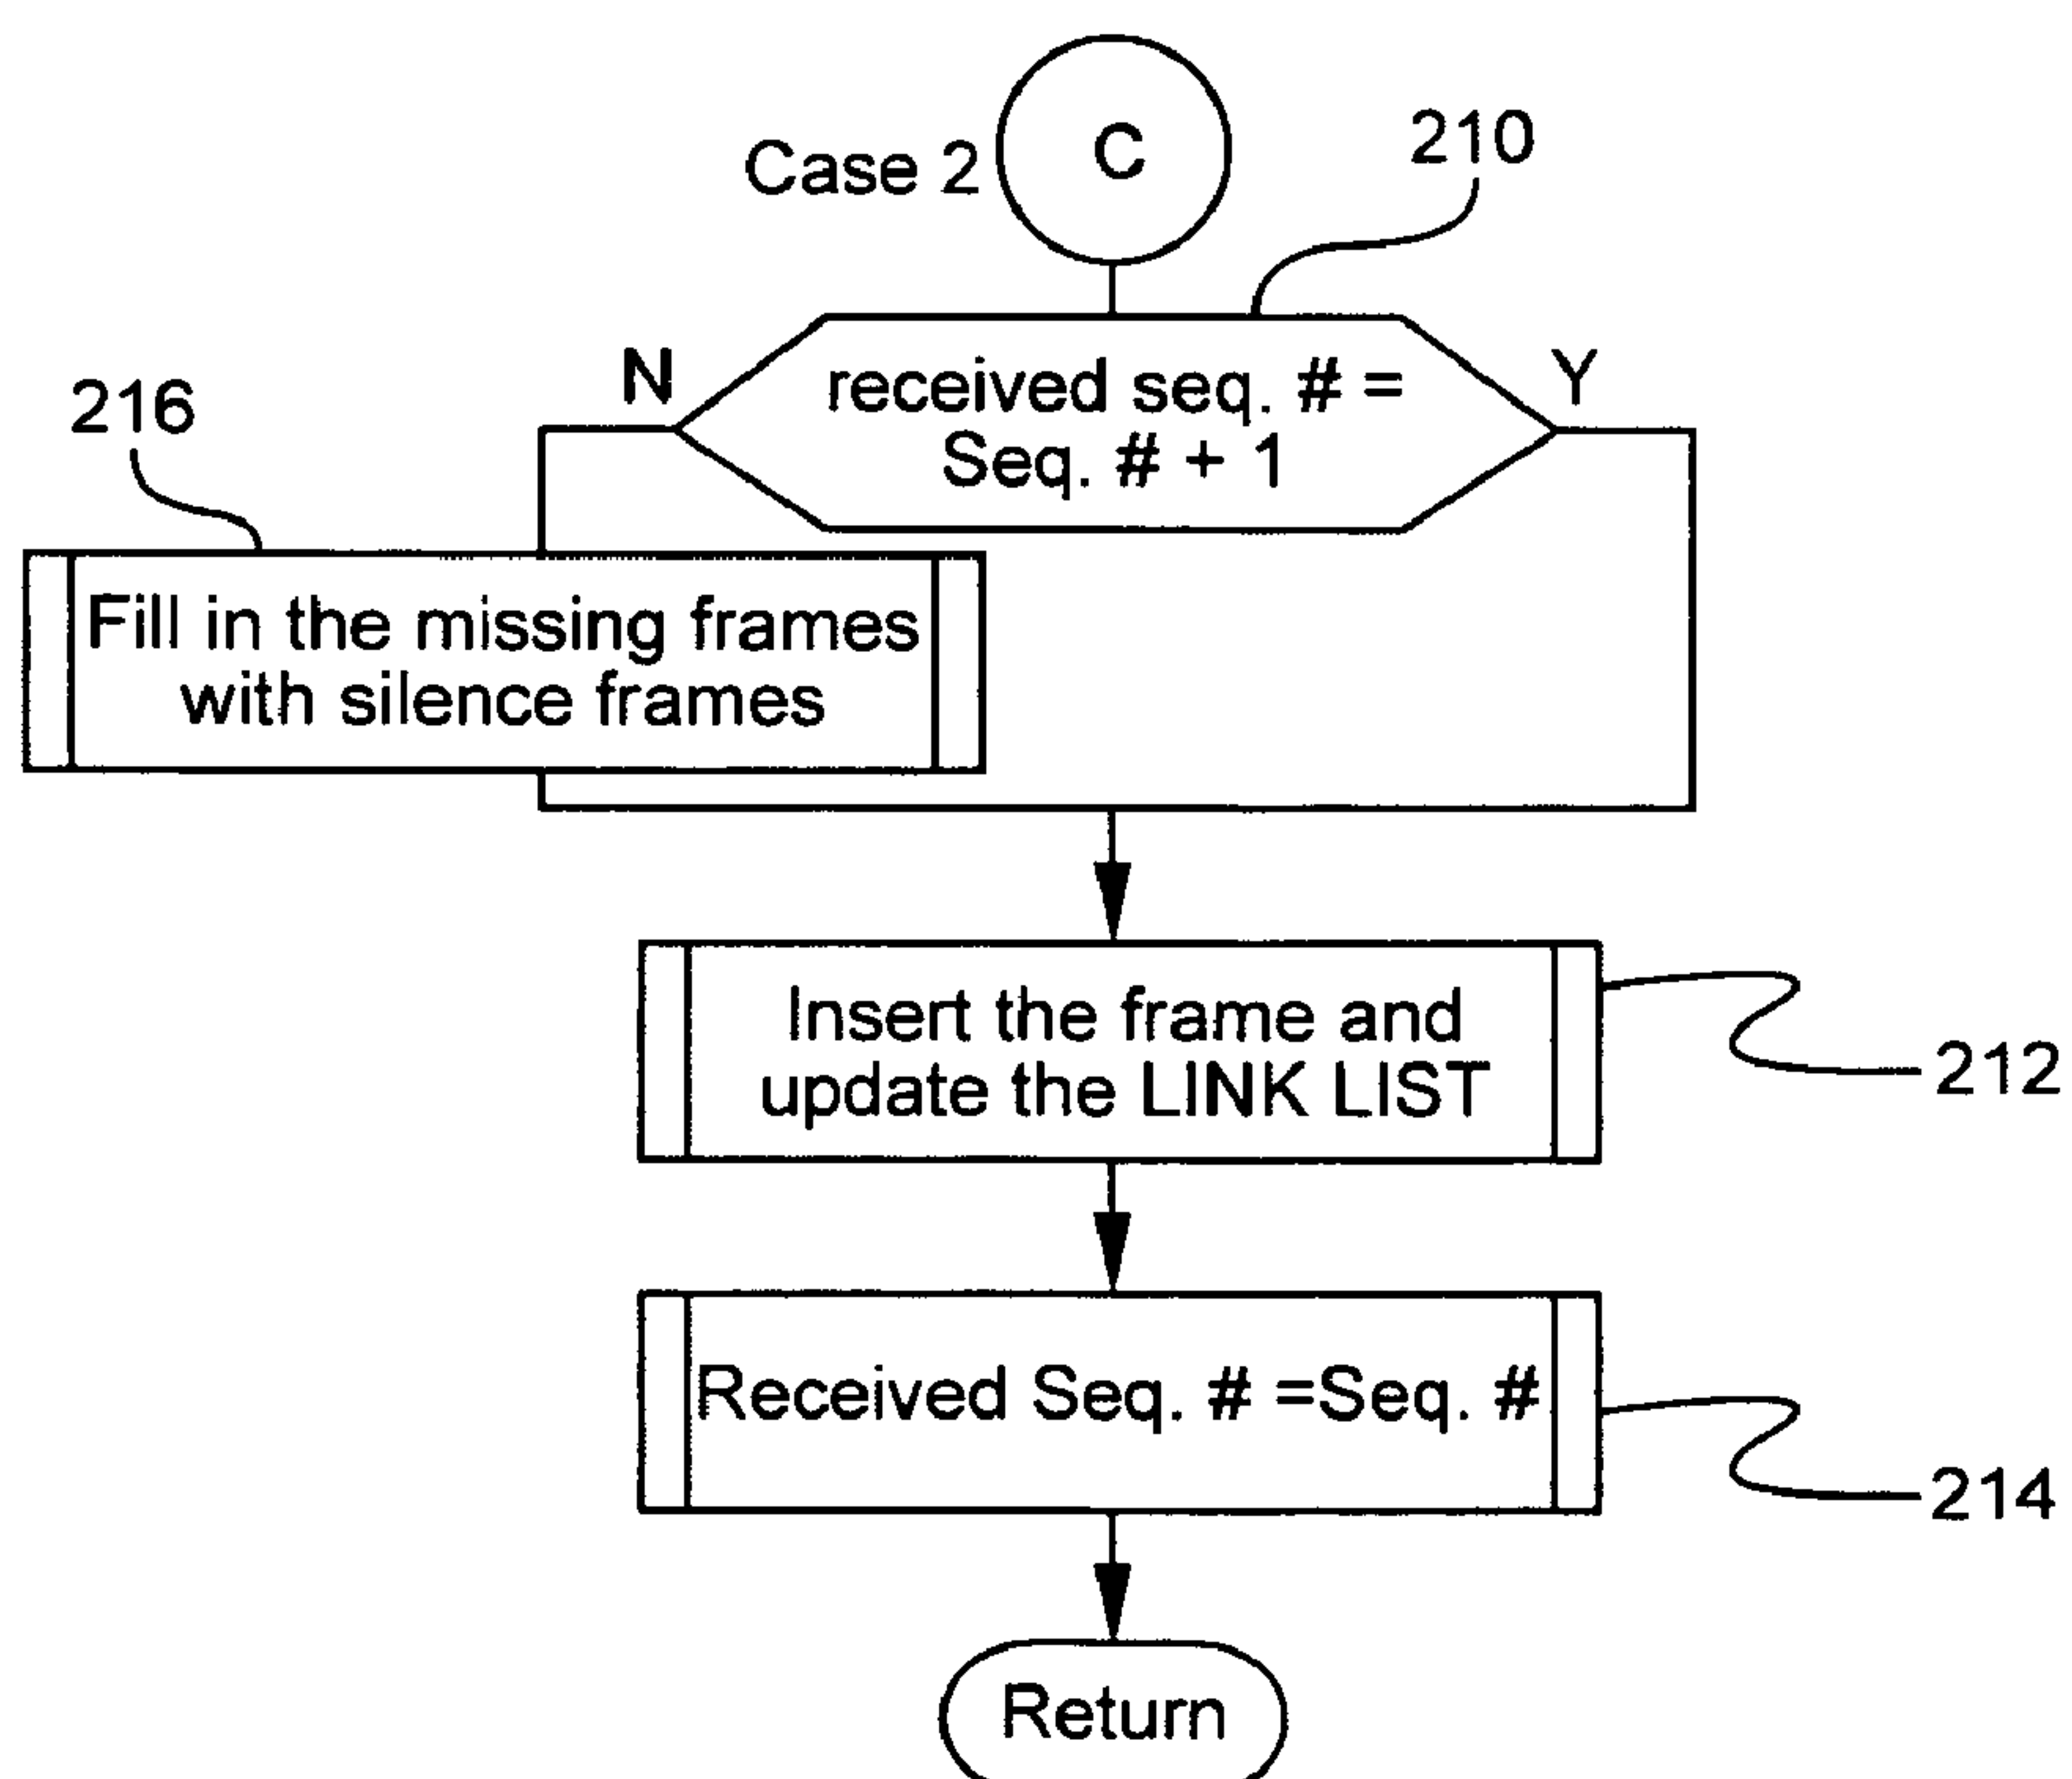 C
Case 2
210
N
received seq. # =
Seq. # + 1
Y
216
Fill in the missing frames
with silence frames
Insert the frame and
update the LINK LIST
212
Received Seq. # =Seq. #
214
Return